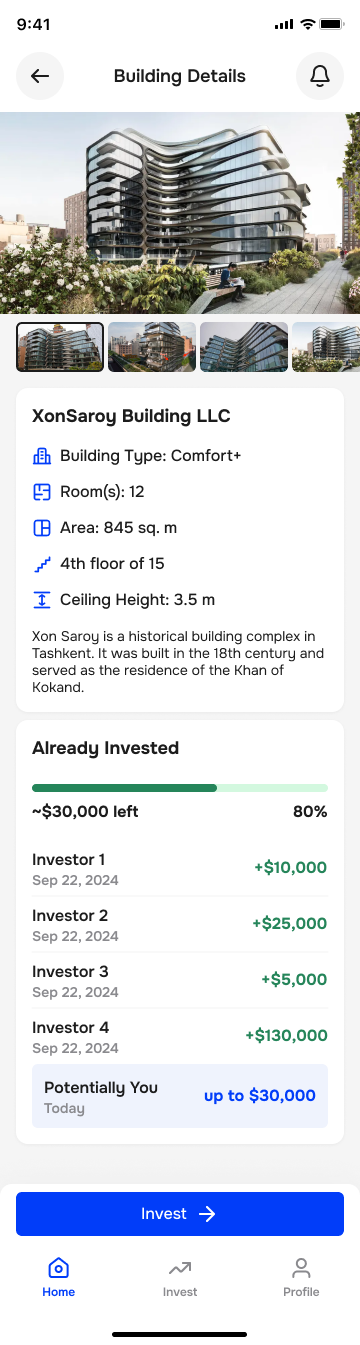 9:41
Building Details
XonSaroy Building LLC
Building Type: Comfort+
Room(s): 12
Area: 845 sq. m
4th floor of 15
Ceiling Height: 3.5 m
Xon Saroy is a historical building complex in
Tashkent. It was built in the 18th century and
served as the residence of the Khan of
Kokand.
Already Invested
~$30,000 left 80%
Investor 1
+$10,000
Sep 22, 2024
Investor 2
+$25,000
Sep 22, 2024
Investor 3
+$5,000
Sep 22, 2024
Investor 4
+$130,000
Sep 22, 2024
Potentially You
up to $30,000
Today
Invest
Home Invest Profile